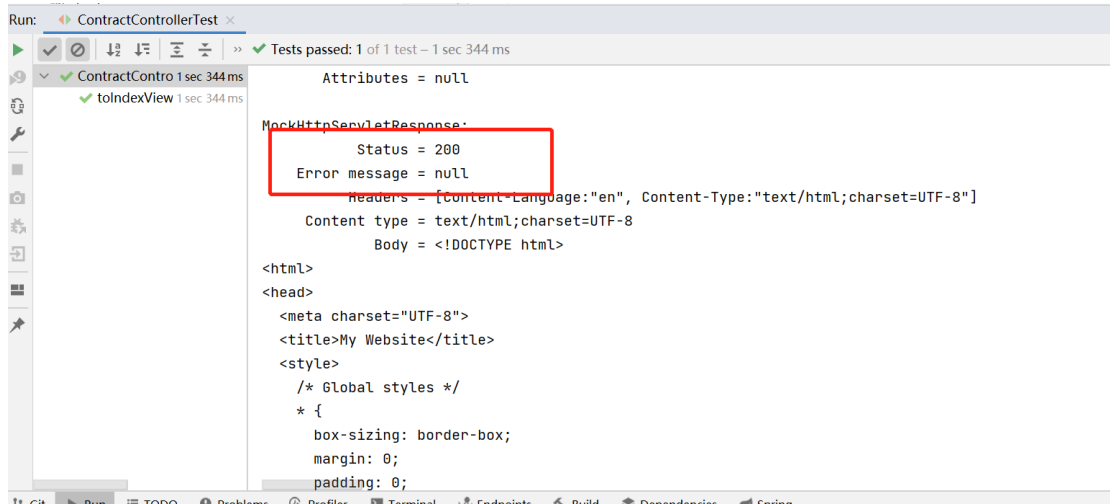 Run: ContractControllerTest ×
» Tests passed: 1 of 1 test – 1 sec 344 ms
ContractContro 1 sec 344 ms
toIndexView 1 sec 344 ms
Attributes = null
MockHttpServletResponse:
Status = 200
Error message = null
Headers = [Content-Language:"en", Content-Type:"text/html;charset=UTF-8"]
Content type = text/html;charset=UTF-8
Body = <!DOCTYPE html>
<html>
<head>
<meta charset="UTF-8">
<title>My Website</title>
<style>
/* Global styles */
* {
box-sizing: border-box;
margin: 0;
padding: 0;
Git Run TODO Problems Profiler Terminal Endpoints Build Dependencies Spring